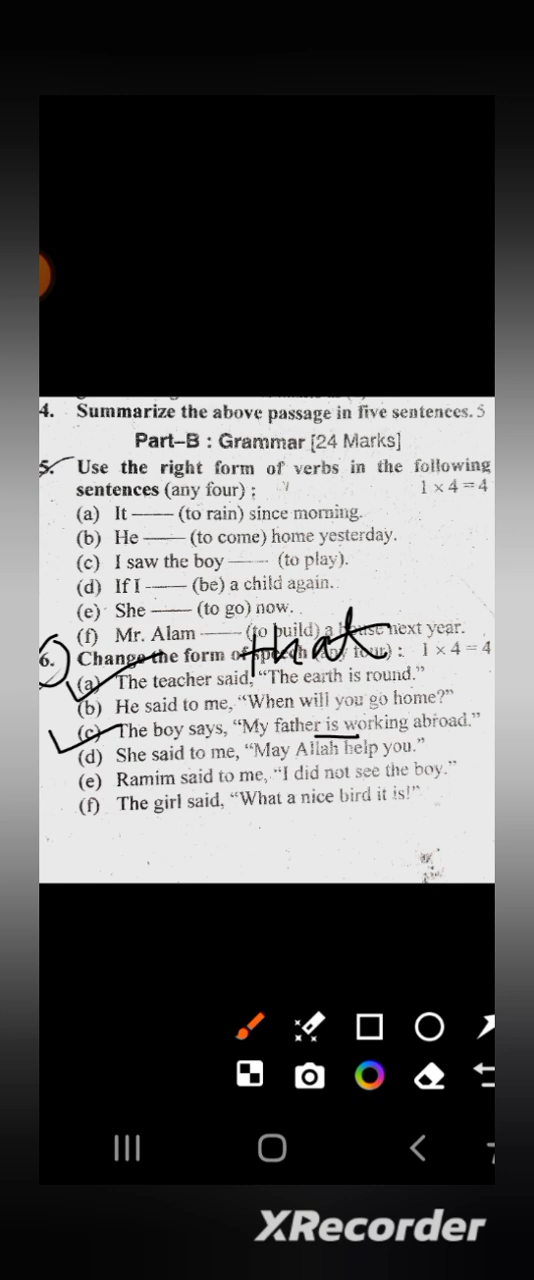 4. Summarize the above passage in five sentences. 5
Part–B : Grammar [24 Marks]
5. Use the right form of verbs in the following
sentences (any four) : 1 × 4 = 4
(a) It —— (to rain) since morning.
(b) He —— (to come) home yesterday.
(c) I saw the boy —— (to play).
(d) If I —— (be) a child again.
(e) She —— (to go) now.
(f) Mr. Alam —— (to build) a house next year.
that
6. Change the form of speech (any four) : 1 × 4 = 4
(a) The teacher said, “The earth is round.”
(b) He said to me, “When will you go home?”
(c) The boy says, “My father is working abroad.”
(d) She said to me, “May Allah help you.”
(e) Ramim said to me, “I did not see the boy.”
(f) The girl said, “What a nice bird it is!”
XRecorder